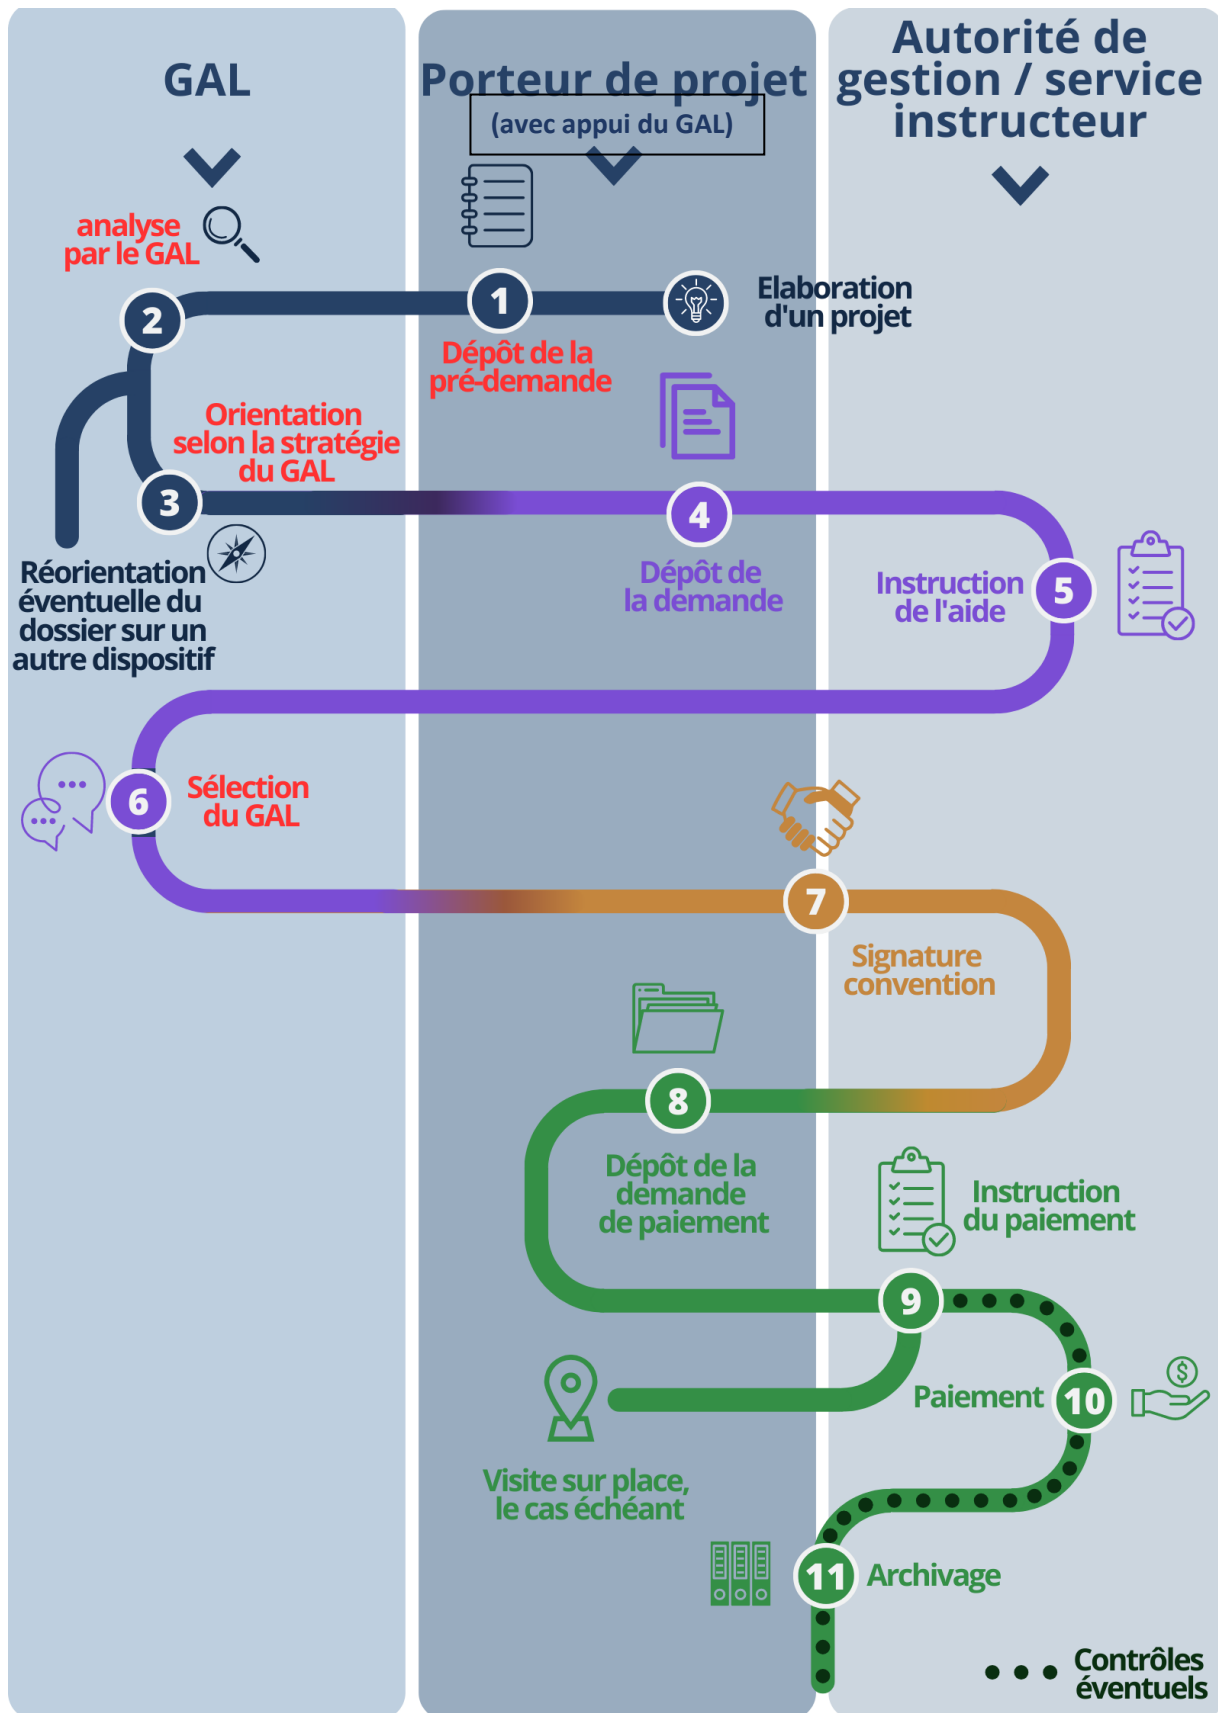 GAL
Porteur de projet
(avec appui du GAL)
Autorité de
gestion / service
instructeur
analyse
par le GAL
2
1
Elaboration
d'un projet
Dépôt de la
pré-demande
Orientation
selon la stratégie
du GAL
3
4
Réorientation
éventuelle du
dossier sur un
autre dispositif
Dépôt de
la demande
Instruction
de l'aide
5
6
Sélection
du GAL
7
Signature
convention
8
Dépôt de la
demande
de paiement
Instruction
du paiement
9
Paiement
10
$
Visite sur place,
le cas échéant
11
Archivage
Contrôles
éventuels